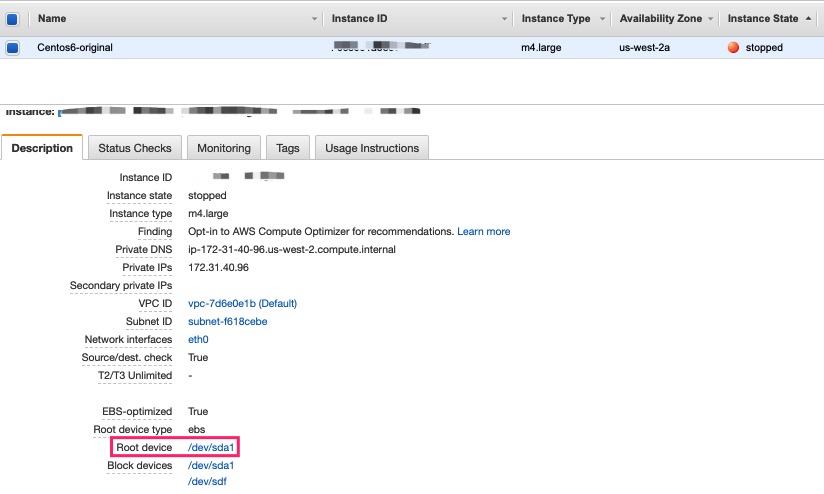 Name Instance ID Instance Type Availability Zone Instance State
Centos6-original m4.large us-west-2a stopped
Instance:
Description Status Checks Monitoring Tags Usage Instructions
Instance ID
Instance state stopped
Instance type m4.large
Finding Opt-in to AWS Compute Optimizer for recommendations. Learn more
Private DNS ip-172-31-40-96.us-west-2.compute.internal
Private IPs 172.31.40.96
Secondary private IPs
VPC ID vpc-7d6e0e1b (Default)
Subnet ID subnet-f618cebe
Network interfaces eth0
Source/dest. check True
T2/T3 Unlimited -
EBS-optimized True
Root device type ebs
Root device /dev/sda1
Block devices /dev/sda1
/dev/sdf